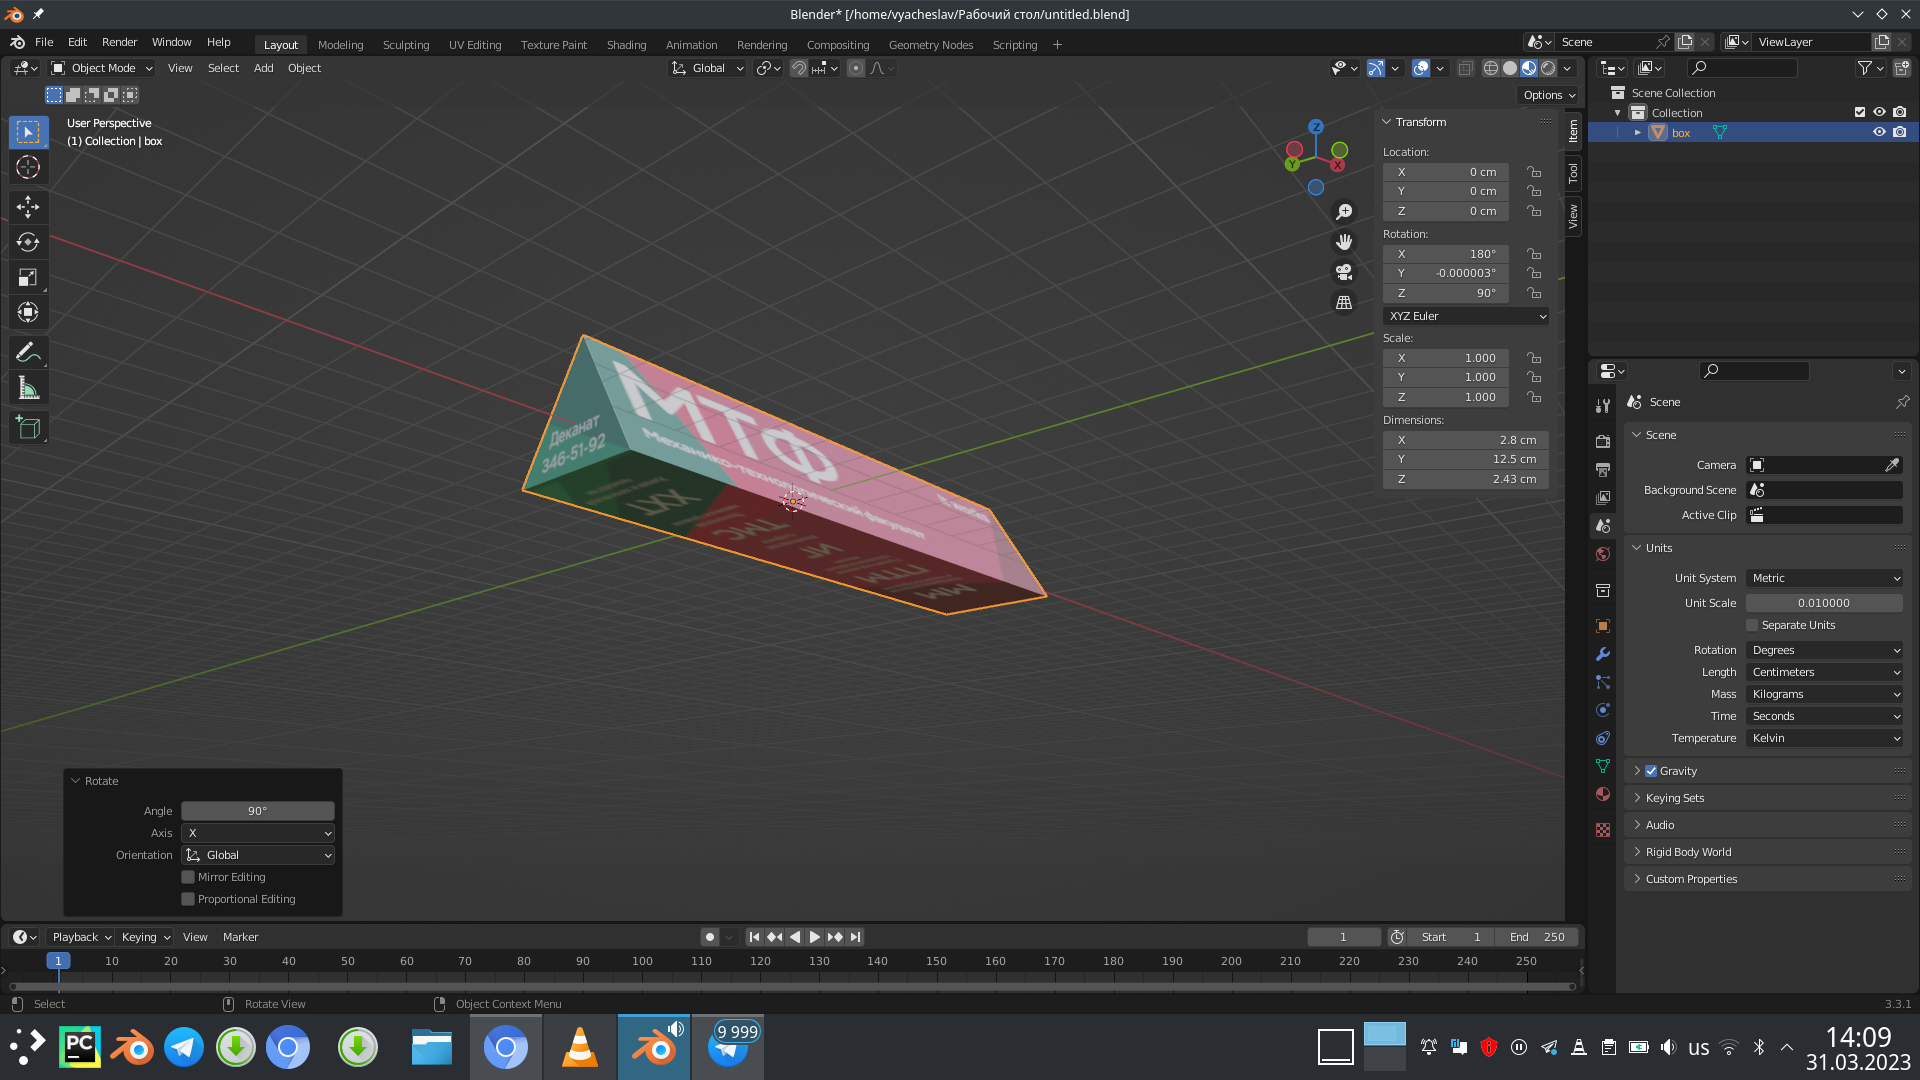 Blender* [/home/vyacheslav/Рабочий стол/untitled.blend]
File Edit Render Window Help
Layout Modeling Sculpting UV Editing Texture Paint Shading Animation Rendering Compositing Geometry Nodes Scripting +
Scene
ViewLayer
Object Mode View Select Add Object
Global
Options
User Perspective
(1) Collection | box
Z
Y
X
МТФ
Механико-технологический факультет
Деканат
346-51-92
ТМС
ПТМ
ММ
Transform
Location:
X 0 cm
Y 0 cm
Z 0 cm
Rotation:
X 180°
Y -0.000003°
Z 90°
XYZ Euler
Scale:
X 1.000
Y 1.000
Z 1.000
Dimensions:
X 2.8 cm
Y 12.5 cm
Z 2.43 cm
Item
Tool
View
Scene Collection
Collection
box
Scene
Scene
Camera
Background Scene
Active Clip
Units
Unit System Metric
Unit Scale 0.010000
Separate Units
Rotation Degrees
Length Centimeters
Mass Kilograms
Time Seconds
Temperature Kelvin
Gravity
Keying Sets
Audio
Rigid Body World
Custom Properties
Rotate
Angle 90°
Axis X
Orientation Global
Mirror Editing
Proportional Editing
Playback Keying View Marker
1 Start 1 End 250
1 10 20 30 40 50 60 70 80 90 100 110 120 130 140 150 160 170 180 190 200 210 220 230 240 250
Select Rotate View Object Context Menu 3.3.1
PC
9 999
us
14:09
31.03.2023